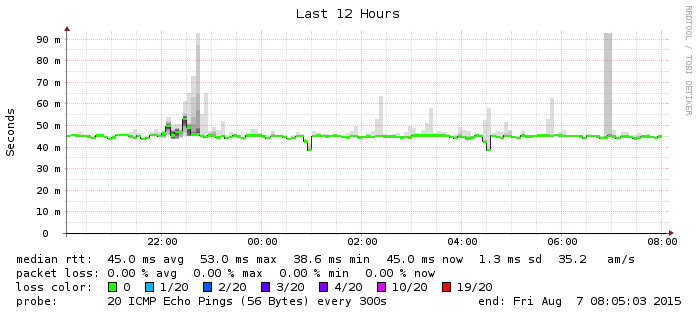 Last 12 Hours
RRDTOOL / TOBI OETIKER
Seconds
90 m
80 m
70 m
60 m
50 m
40 m
30 m
20 m
10 m
0
22:00 00:00 02:00 04:00 06:00 08:00
median rtt: 45.0 ms avg 53.0 ms max 38.6 ms min 45.0 ms now 1.3 ms sd 35.2 am/s
packet loss: 0.00 % avg 0.00 % max 0.00 % min 0.00 % now
loss color: 0 1/20 2/20 3/20 4/20 10/20 19/20
probe: 20 ICMP Echo Pings (56 Bytes) every 300s end: Fri Aug 7 08:05:03 2015